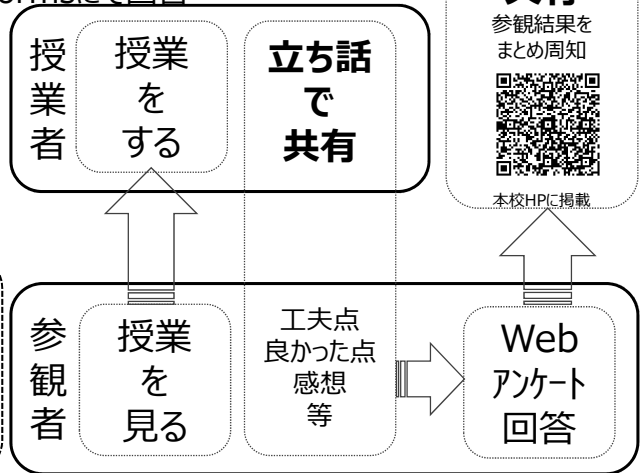 Formsにて回答
授業者
授業
を
する
立ち話
で
共有
共有
参観結果を
まとめ周知
本校HPに掲載
参観者
授業
を
見る
工夫点
良かった点
感想
等
Web
アンケート
回答